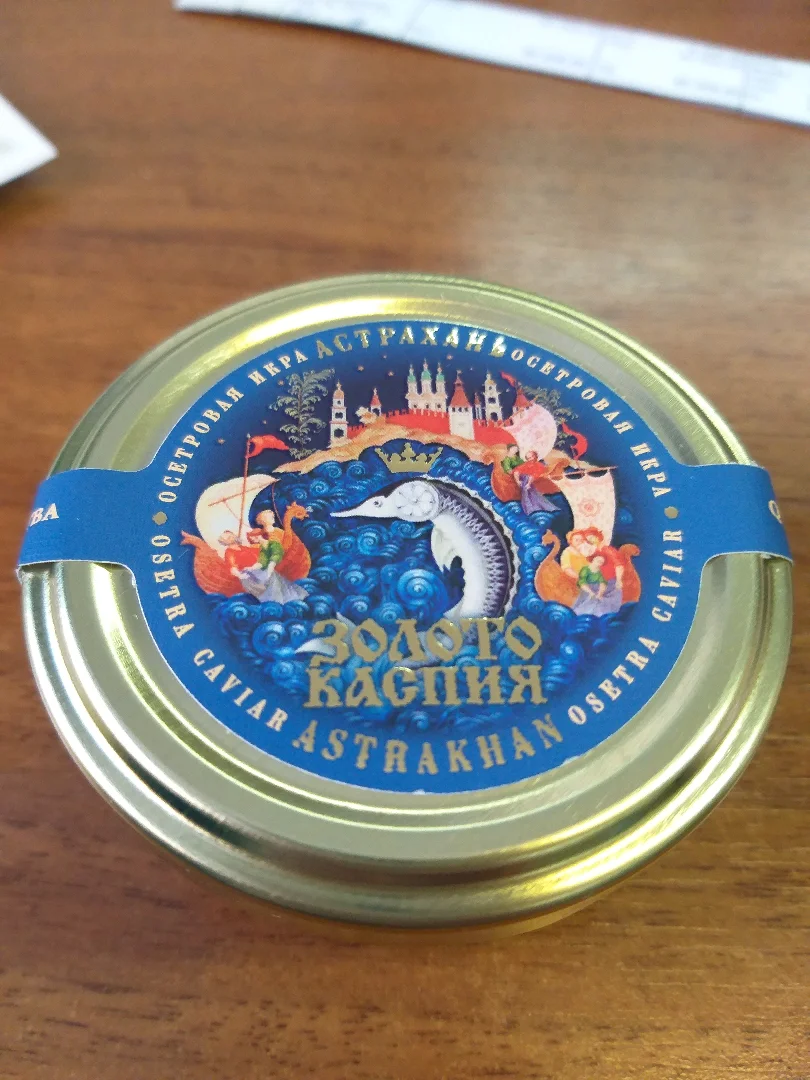 ОСЕТРОВАЯ ИКРА АСТРАХАНЬ ОСЕТРОВАЯ ИКРА
ЗОЛОТО
КАСПИЯ
OSETRA CAVIAR ASTRAKHAN OSETRA CAVIAR